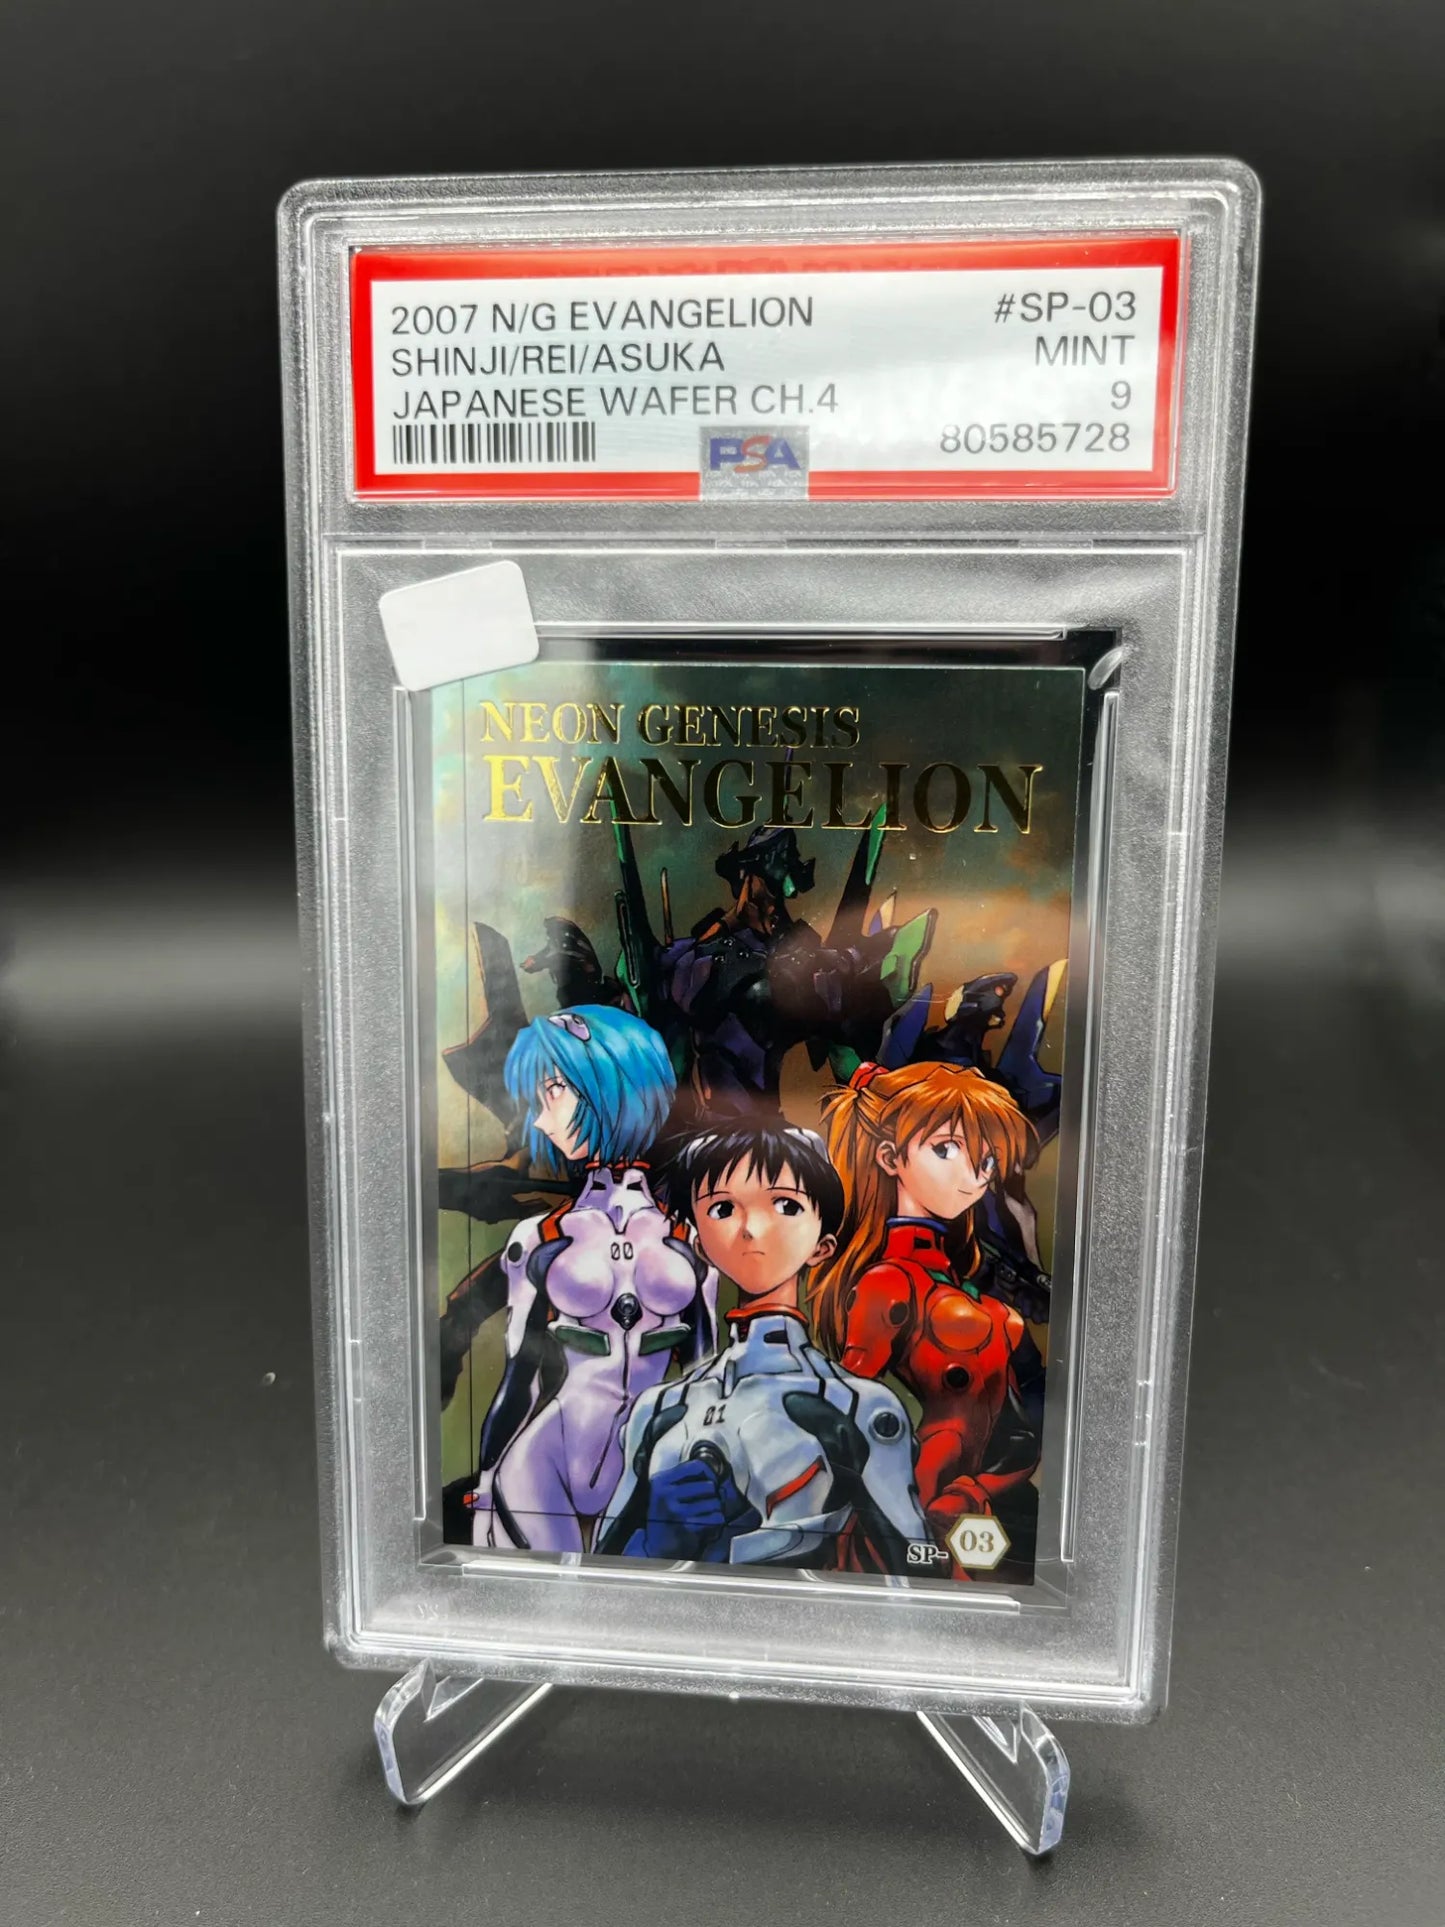 2007 N/G EVANGELION #SP-03
SHINJI/REI/ASUKA MINT
JAPANESE WAFER CH.4 9
PSA 80585728
NEON GENESIS
EVANGELION
00
01
SP-03